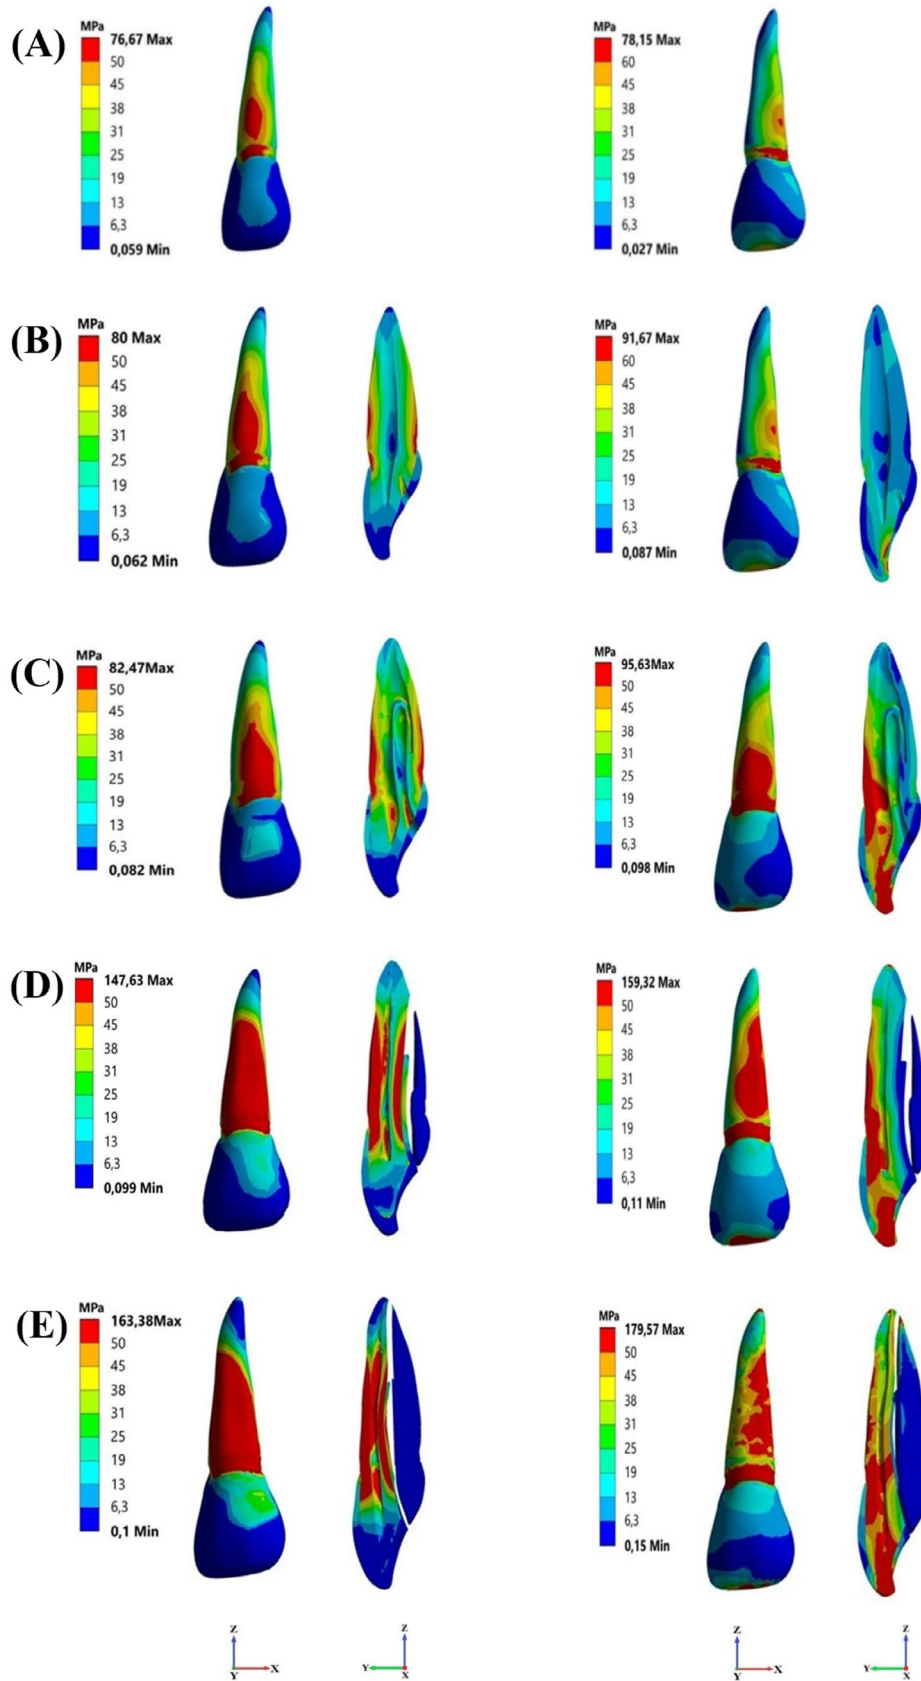 (A)
MPa
76,67 Max
50
45
38
31
25
19
13
6,3
0,059 Min
MPa
78,15 Max
60
45
38
31
25
19
13
6,3
0,027 Min
(B)
MPa
80 Max
50
45
38
31
25
19
13
6,3
0,062 Min
MPa
91,67 Max
60
45
38
31
25
19
13
6,3
0,087 Min
(C)
MPa
82,47Max
50
45
38
31
25
19
13
6,3
0,082 Min
MPa
95,63Max
50
45
38
31
25
19
13
6,3
0,098 Min
(D)
MPa
147,63 Max
50
45
38
31
25
19
13
6,3
0,099 Min
MPa
159,32 Max
50
45
38
31
25
19
13
6,3
0,11 Min
(E)
MPa
163,38Max
50
45
38
31
25
19
13
6,3
0,1 Min
MPa
179,57 Max
50
45
38
31
25
19
13
6,3
0,15 Min
Z
Y
X
Z
Y
X
Z
Y
X
Z
Y
X